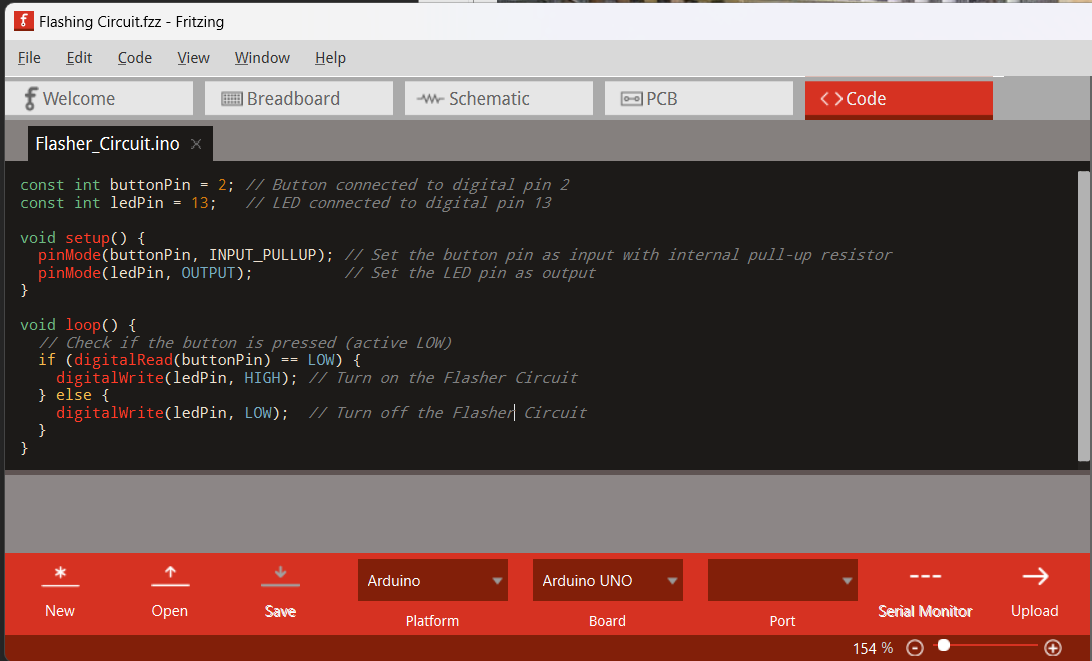 Flashing Circuit.fzz - Fritzing
File Edit Code View Window Help
Welcome Breadboard Schematic PCB Code
Flasher_Circuit.ino
const int buttonPin = 2; // Button connected to digital pin 2
const int ledPin = 13;   // LED connected to digital pin 13
void setup() {
  pinMode(buttonPin, INPUT_PULLUP); // Set the button pin as input with internal pull-up resistor
  pinMode(ledPin, OUTPUT);          // Set the LED pin as output
}
void loop() {
  // Check if the button is pressed (active LOW)
  if (digitalRead(buttonPin) == LOW) {
    digitalWrite(ledPin, HIGH); // Turn on the Flasher Circuit
  } else {
    digitalWrite(ledPin, LOW);  // Turn off the Flasher Circuit
  }
}
Arduino Arduino UNO
New Open Save Platform Board Port Serial Monitor Upload
154 %